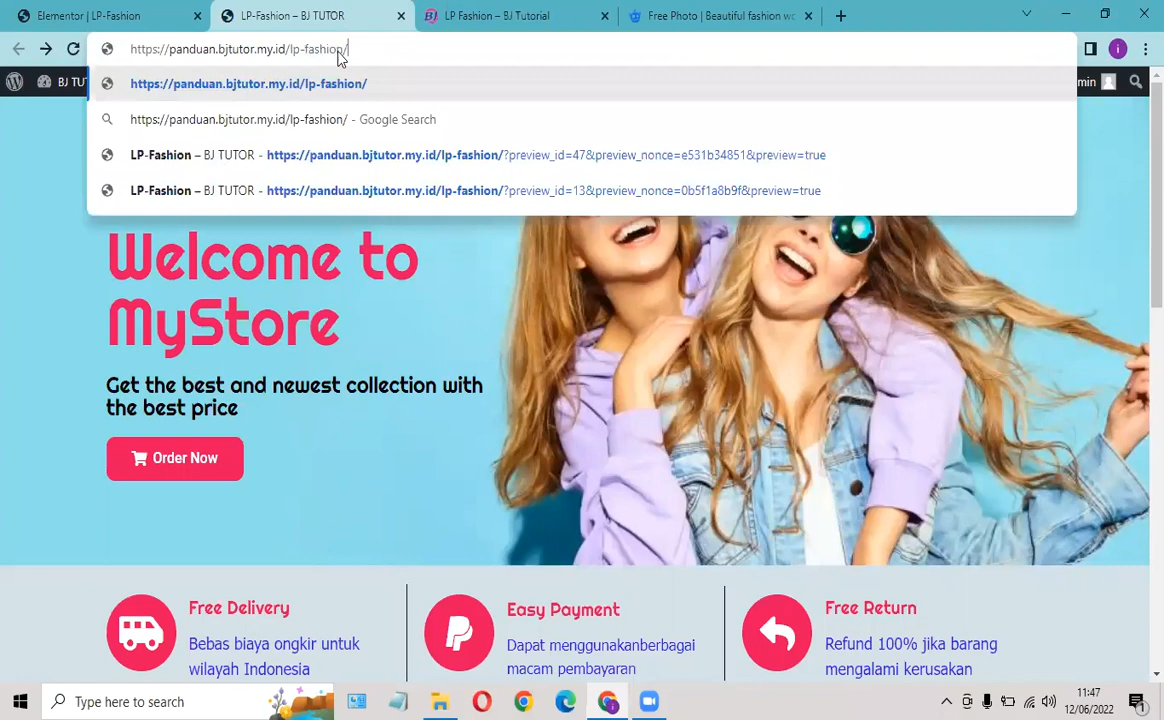 Elementor | LP-Fashion
LP-Fashion – BJ TUTOR
LP Fashion – BJ Tutorial
Free Photo | Beautiful fashion wo
https://panduan.bjtutor.my.id/lp-fashion/
i
https://panduan.bjtutor.my.id/lp-fashion/
BJ TU
min
https://panduan.bjtutor.my.id/lp-fashion/ - Google Search
LP-Fashion – BJ TUTOR - https://panduan.bjtutor.my.id/lp-fashion/?preview_id=47&preview_nonce=e531b34851&preview=true
LP-Fashion – BJ TUTOR - https://panduan.bjtutor.my.id/lp-fashion/?preview_id=13&preview_nonce=0b5f1a8b9f&preview=true
Welcome to
MyStore
Get the best and newest collection with
the best price
Order Now
Free Delivery
Bebas biaya ongkir untuk
wilayah Indonesia
Easy Payment
Dapat menggunakanberbagai
macam pembayaran
Free Return
Refund 100% jika barang
mengalami kerusakan
Type here to search
11:47
12/06/2022